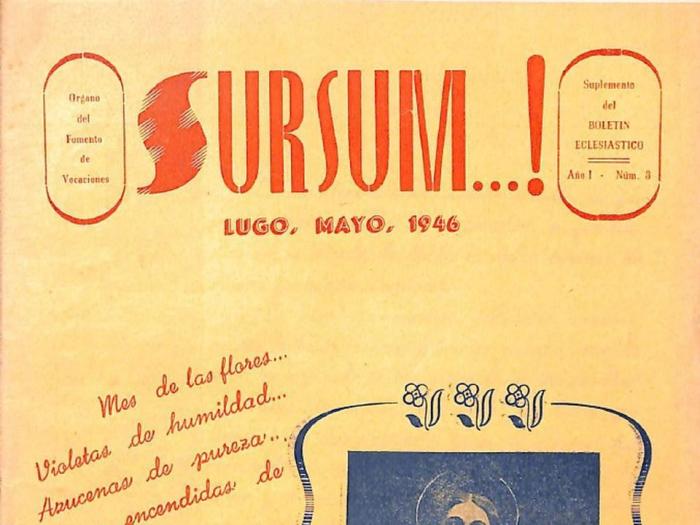 Organo
del
Fomento
de
Vocaciones
SURSUM...!
Suplemento
del
BOLETIN
ECLESIASTICO
Año I - Núm. 3
LUGO, MAYO, 1946
Mes de las flores...
Violetas de humildad...
Azucenas de pureza...
encendidas de